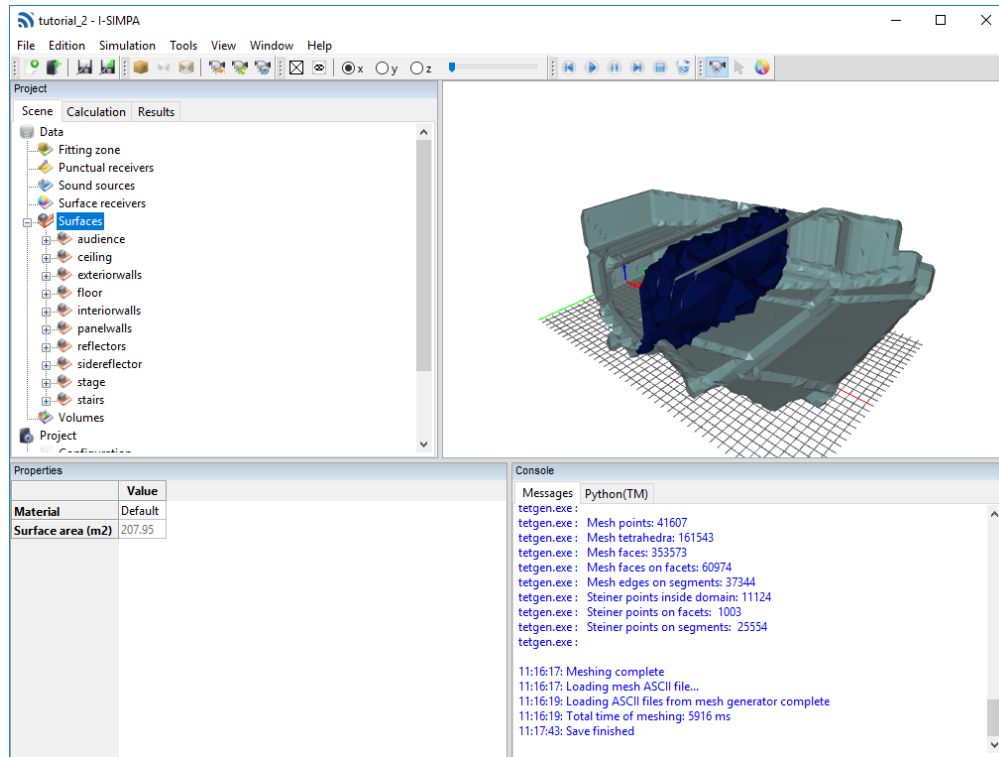 tutorial_2 - I-SIMPA
File Edition Simulation Tools View Window Help
x y z
Project
Scene Calculation Results
Data
Fitting zone
Punctual receivers
Sound sources
Surface receivers
Surfaces
audience
ceiling
exteriorwalls
floor
interiorwalls
panelwalls
reflectors
sidereflector
stage
stairs
Volumes
Project
Configuration
Properties
Value
Material Default
Surface area (m2) 207.95
Console
Messages Python(TM)
tetgen.exe :
tetgen.exe : Mesh points: 41607
tetgen.exe : Mesh tetrahedra: 161543
tetgen.exe : Mesh faces: 353573
tetgen.exe : Mesh faces on facets: 60974
tetgen.exe : Mesh edges on segments: 37344
tetgen.exe : Steiner points inside domain: 11124
tetgen.exe : Steiner points on facets: 1003
tetgen.exe : Steiner points on segments: 25554
tetgen.exe :
11:16:17: Meshing complete
11:16:17: Loading mesh ASCII file...
11:16:19: Loading ASCII files from mesh generator complete
11:16:19: Total time of meshing: 5916 ms
11:17:43: Save finished